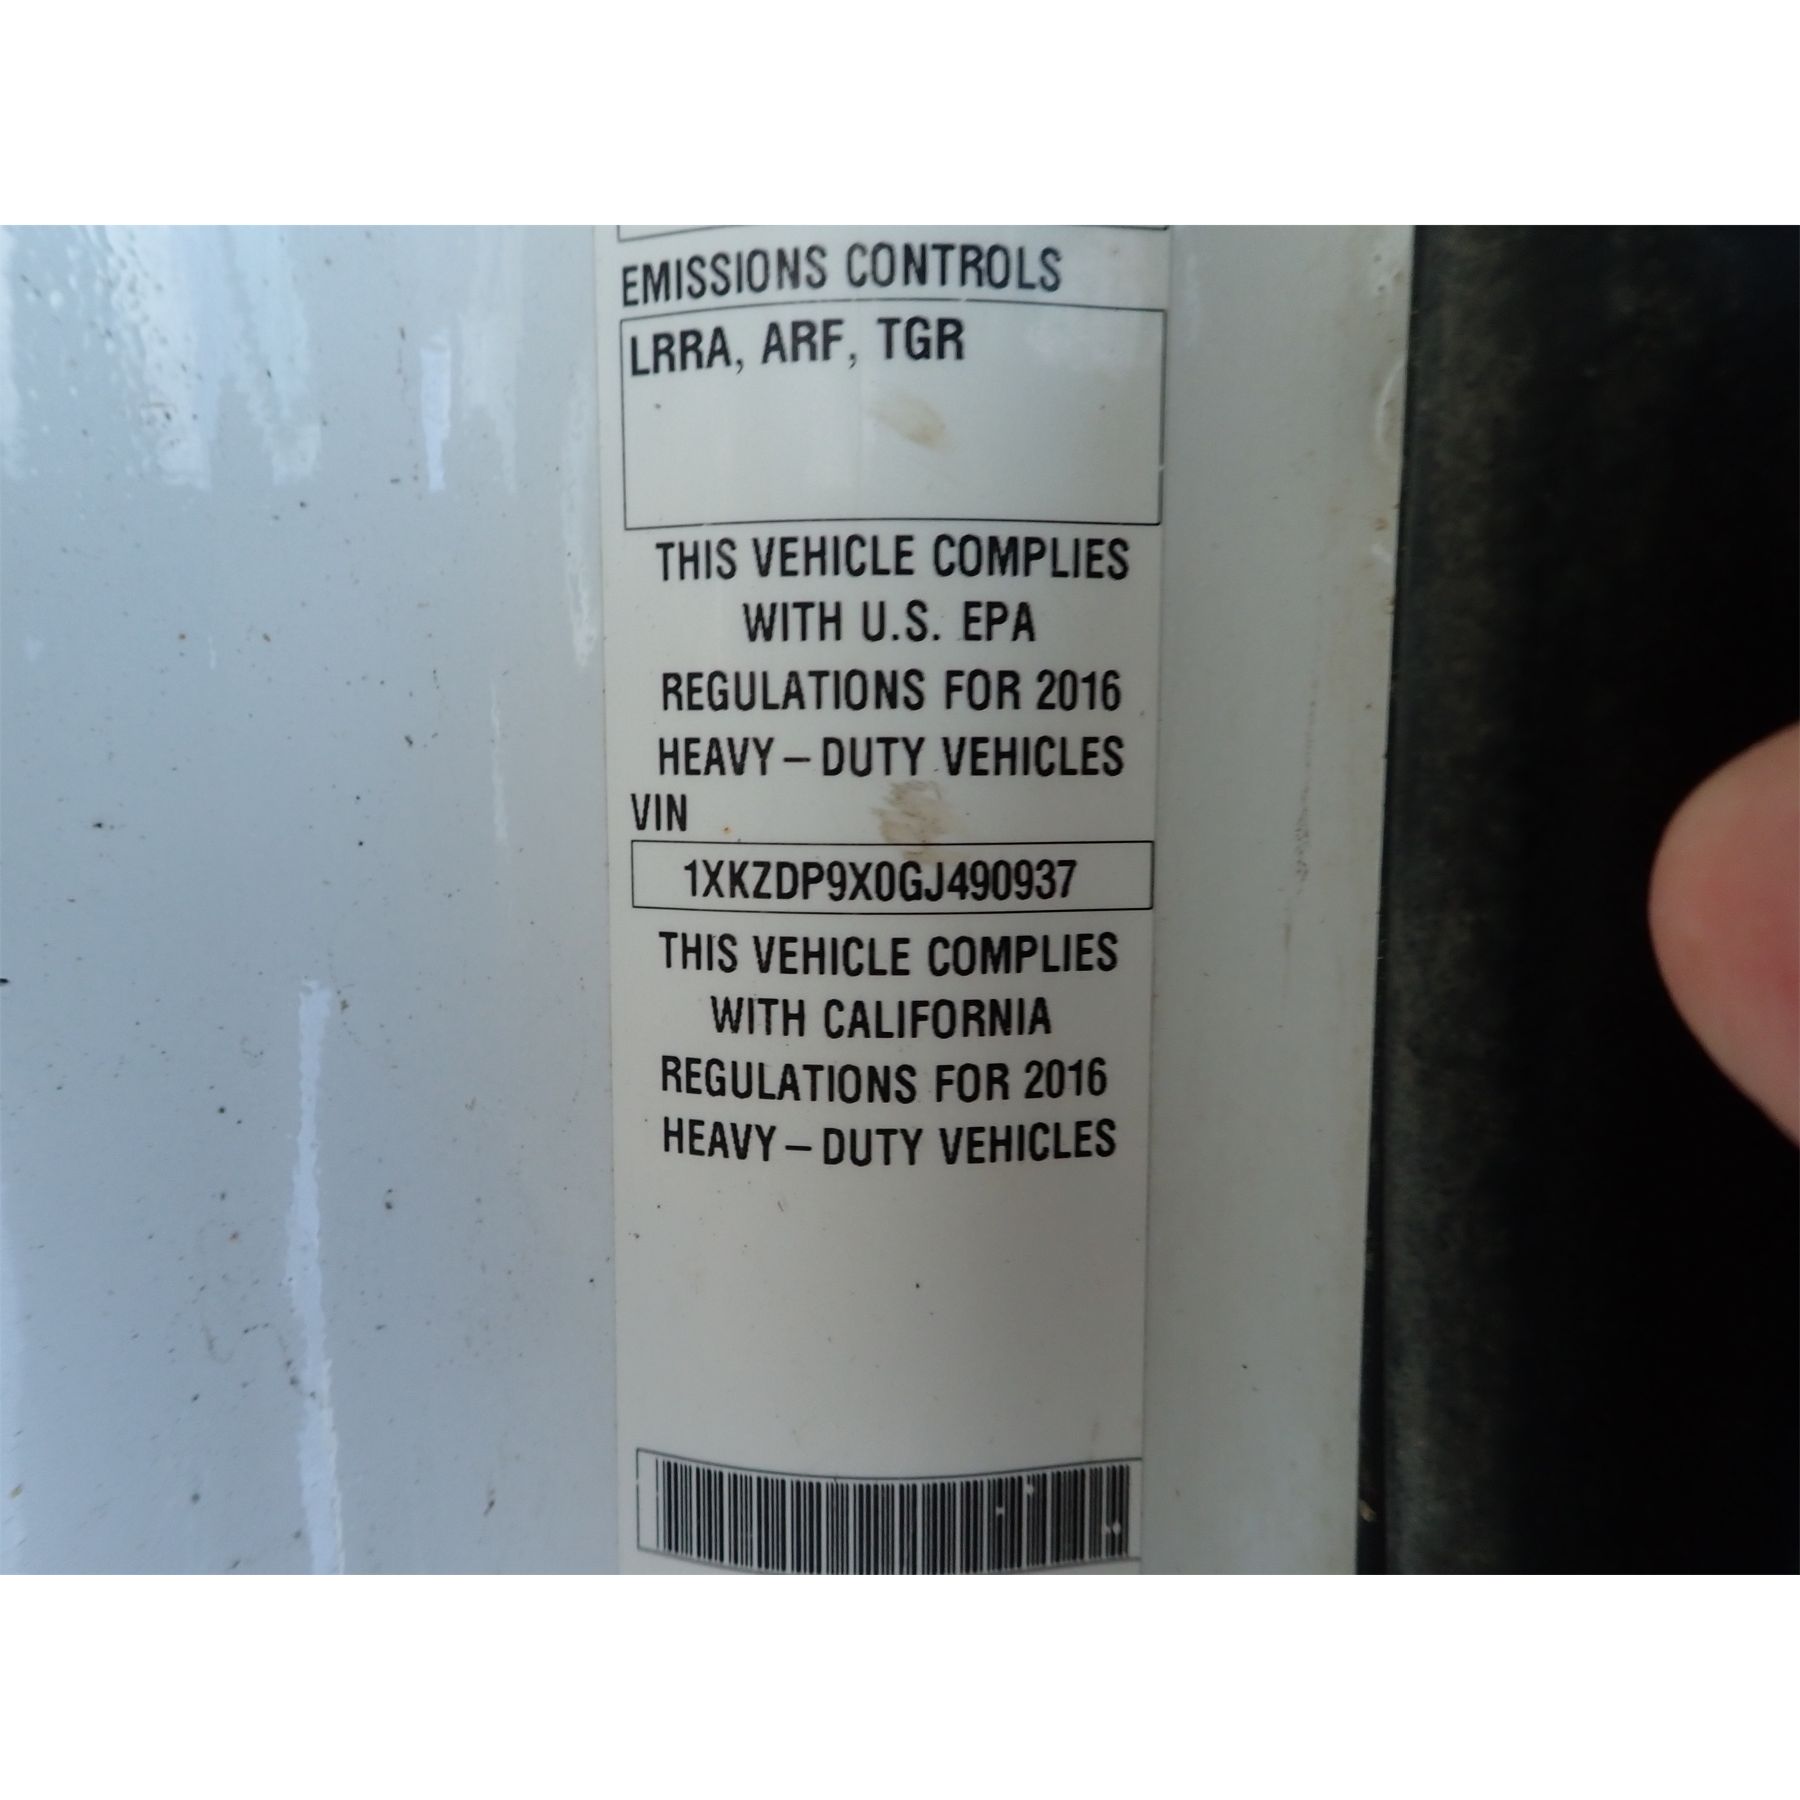 EMISSIONS CONTROLS
LRRA, ARF, TGR
THIS VEHICLE COMPLIES
WITH U.S. EPA
REGULATIONS FOR 2016
HEAVY – DUTY VEHICLES
VIN
1XKZDP9X0GJ490937
THIS VEHICLE COMPLIES
WITH CALIFORNIA
REGULATIONS FOR 2016
HEAVY – DUTY VEHICLES